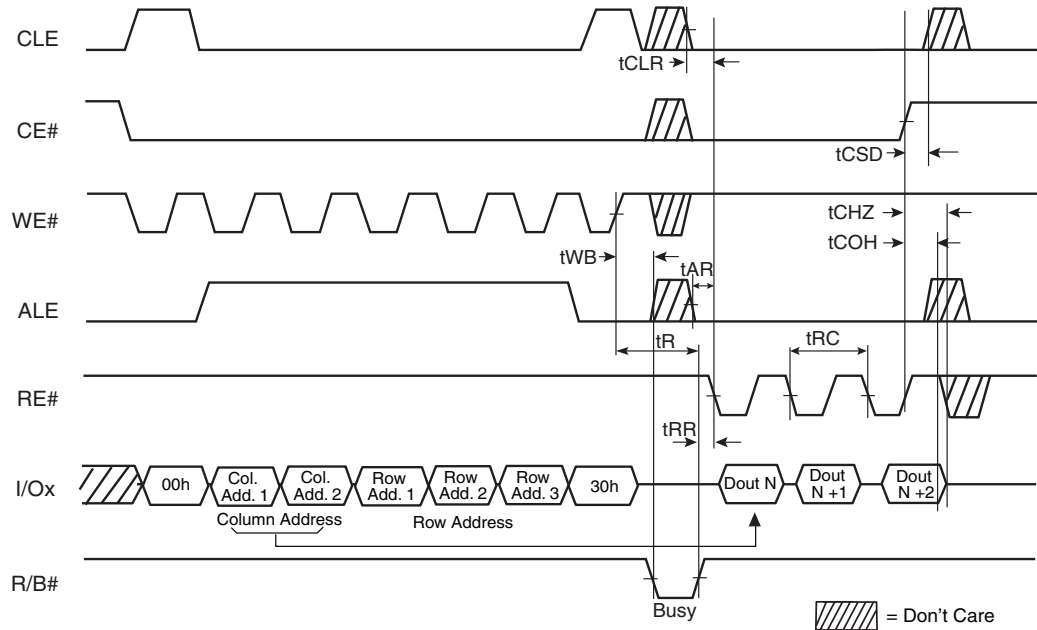 CLE
tCLR
CE#
tCSD
WE#
tCHZ
tCOH
tWB
tAR
ALE
tR
tRC
RE#
tRR
I/Ox
00h
Col.
Add. 1
Col.
Add. 2
Row
Add. 1
Row
Add. 2
Row
Add. 3
30h
Dout N
Dout
N +1
Dout
N +2
Column Address
Row Address
R/B#
Busy
= Don't Care